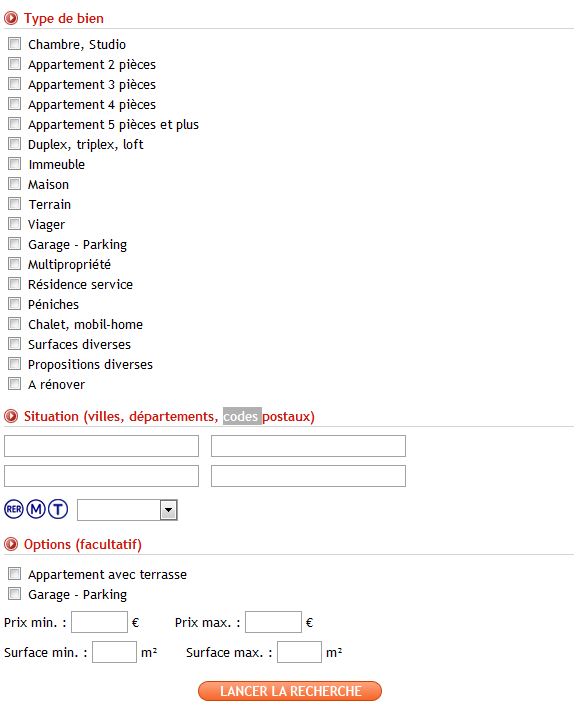 Type de bien
Chambre, Studio
Appartement 2 pièces
Appartement 3 pièces
Appartement 4 pièces
Appartement 5 pièces et plus
Duplex, triplex, loft
Immeuble
Maison
Terrain
Viager
Garage - Parking
Multipropriété
Résidence service
Péniches
Chalet, mobil-home
Surfaces diverses
Propositions diverses
A rénover
Situation (villes, départements, codes postaux)
RER M T
Options (facultatif)
Appartement avec terrasse
Garage - Parking
Prix min. : € Prix max. : €
Surface min. : m² Surface max. : m²
LANCER LA RECHERCHE